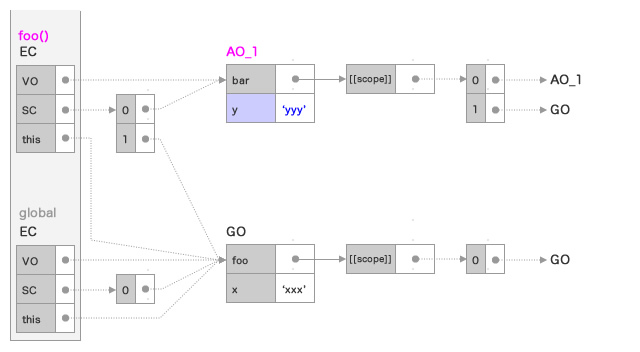 foo()
EC
VO
SC
this
0
1
AO_1
bar
y
'yyy'
[[scope]]
0
1
AO_1
GO
global
EC
VO
SC
this
0
GO
foo
x
'xxx'
[[scope]]
0
GO